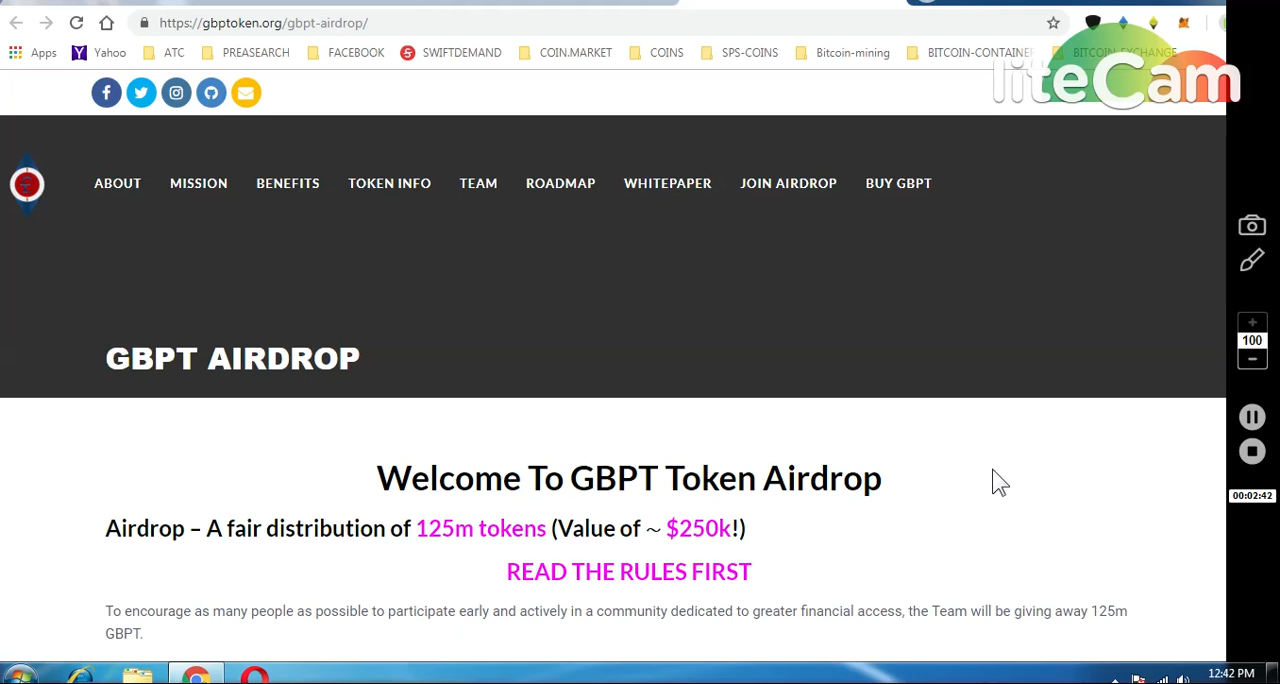 https://gbptoken.org/gbpt-airdrop/
Apps Yahoo ATC PREASEARCH FACEBOOK SWIFTDEMAND COIN.MARKET COINS SPS-COINS Bitcoin-mining BITCOIN-CONTAINER BITCOIN-EXCHANGE
liteCam
ABOUT MISSION BENEFITS TOKEN INFO TEAM ROADMAP WHITEPAPER JOIN AIRDROP BUY GBPT
GBPT AIRDROP
100
Welcome To GBPT Token Airdrop
00:02:42
Airdrop – A fair distribution of 125m tokens (Value of ~ $250k!)
READ THE RULES FIRST
To encourage as many people as possible to participate early and actively in a community dedicated to greater financial access, the Team will be giving away 125m
GBPT.
12:42 PM